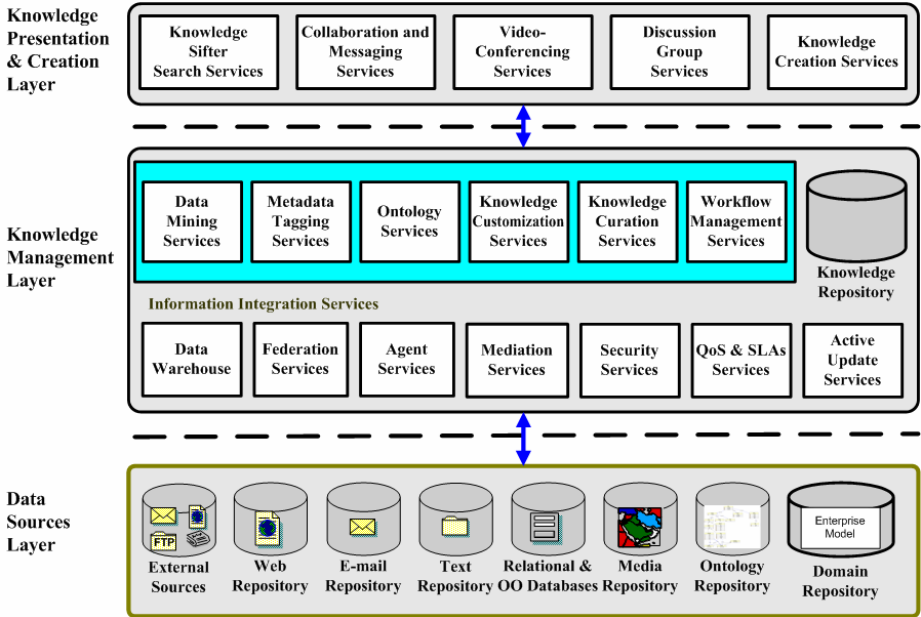 Knowledge
Presentation
& Creation
Layer
Knowledge
Sifter
Search Services
Collaboration and
Messaging
Services
Video-
Conferencing
Services
Discussion
Group
Services
Knowledge
Creation Services
Knowledge
Management
Layer
Data
Mining
Services
Metadata
Tagging
Services
Ontology
Services
Knowledge
Customization
Services
Knowledge
Curation
Services
Workflow
Management
Services
Knowledge
Repository
Information Integration Services
Data
Warehouse
Federation
Services
Agent
Services
Mediation
Services
Security
Services
QoS & SLAs
Services
Active
Update
Services
Data
Sources
Layer
FTP
External
Sources
Web
Repository
E-mail
Repository
Text
Repository
Relational &
OO Databases
Media
Repository
Ontology
Repository
Enterprise
Model
Domain
Repository